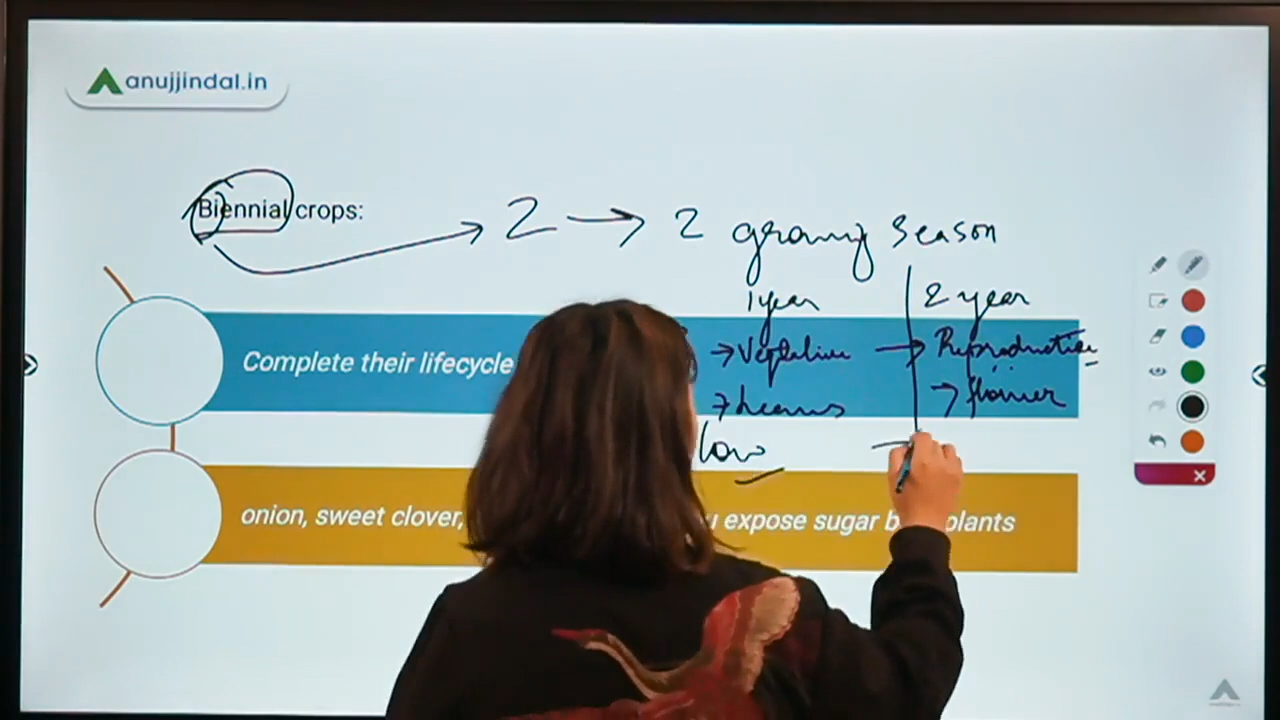 anujjindal.in
Biennial crops:
2 → 2 growing season
1 year
2 year
Complete their lifecycle
→ Vegetative → Reproductive
→ Leaves
→ flower
low
onion, sweet clover,
u expose sugar b
plants